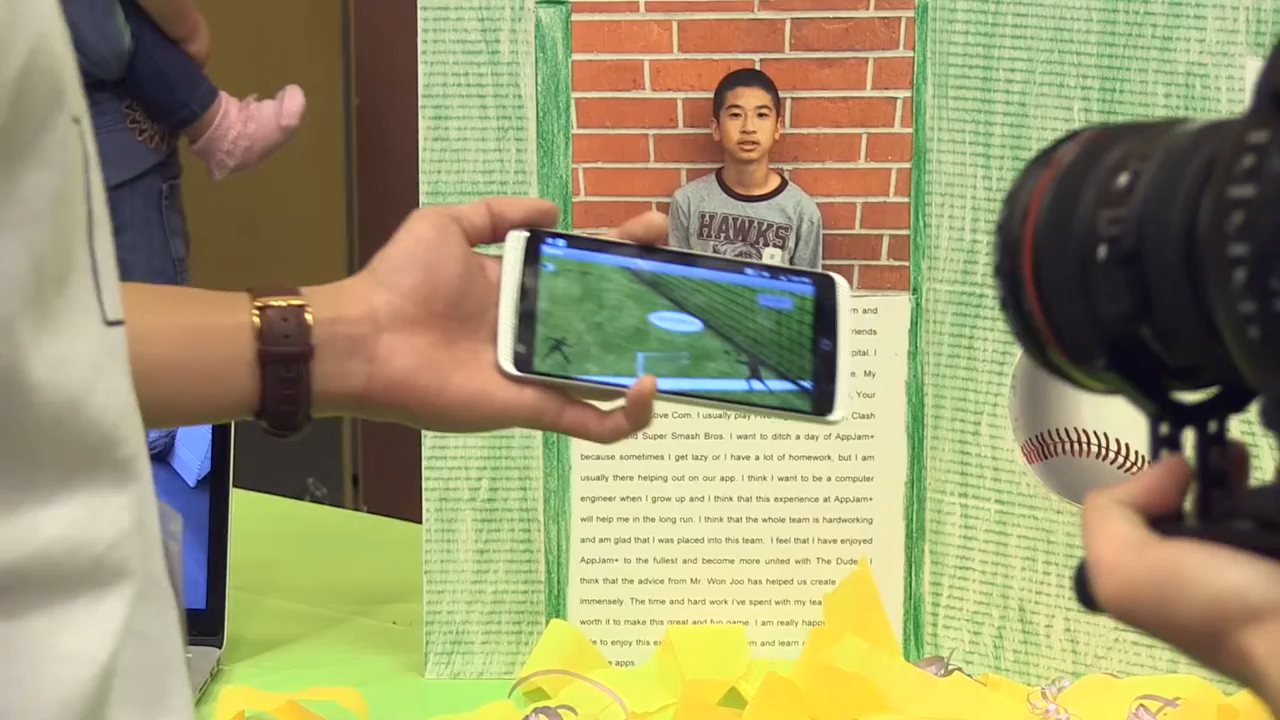 HAWKS
m and
riends
pital. I
e. My
, Your
ove Com. I usually play , Clash
d Super Smash Bros. I want to ditch a day of AppJam+
because sometimes I get lazy or I have a lot of homework, but I am
usually there helping out on our app. I think I want to be a computer
engineer when I grow up and I think that this experience at AppJam+
will help me in the long run. I think that the whole team is hardworking
and am glad that I was placed into this team. I feel that I have enjoyed
AppJam+ to the fullest and become more united with The Dude I
think that the advice from Mr. Won Joo has helped us create
immensely. The time and hard work I've spent with my tea
worth it to make this great and fun game. I am really happ
le to enjoy this ex m and learn
e apps.